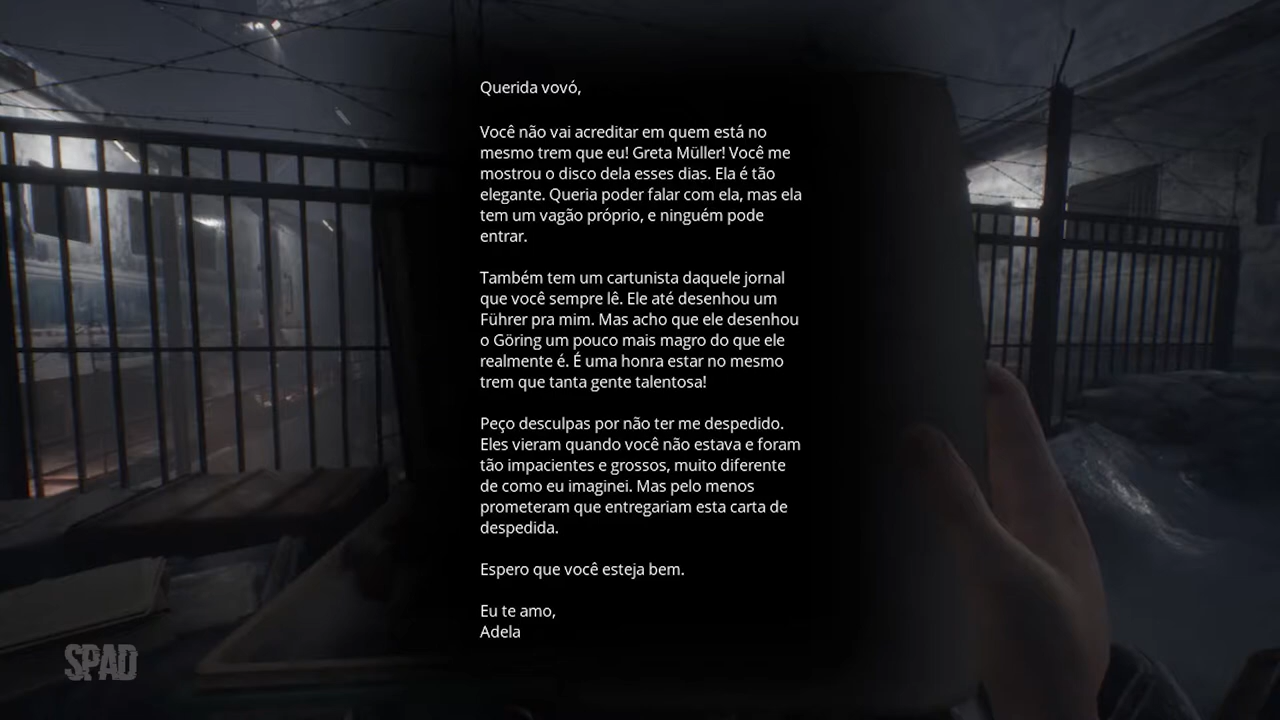 Querida vovó,
Você não vai acreditar em quem está no
mesmo trem que eu! Greta Müller! Você me
mostrou o disco dela esses dias. Ela é tão
elegante. Queria poder falar com ela, mas ela
tem um vagão próprio, e ninguém pode
entrar.
Também tem um cartunista daquele jornal
que você sempre lê. Ele até desenhou um
Führer pra mim. Mas acho que ele desenhou
o Göring um pouco mais magro do que ele
realmente é. É uma honra estar no mesmo
trem que tanta gente talentosa!
Peço desculpas por não ter me despedido.
Eles vieram quando você não estava e foram
tão impacientes e grossos, muito diferente
de como eu imaginei. Mas pelo menos
prometeram que entregariam esta carta de
despedida.
Espero que você esteja bem.
Eu te amo,
Adela
SPAD